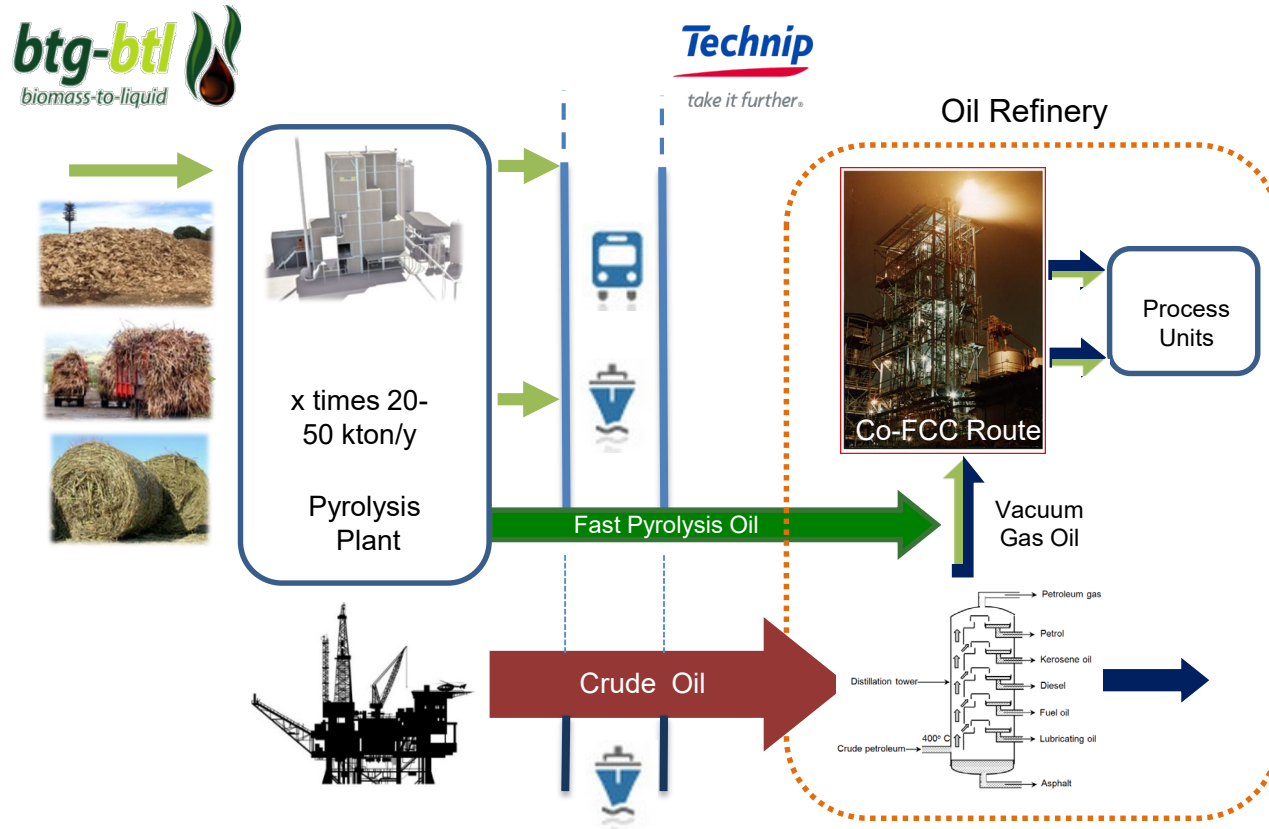 btg-btl
biomass-to-liquid
Technip
take it further®
Oil Refinery
x times 20-
50 kton/y
Pyrolysis
Plant
Co-FCC Route
Process
Units
Fast Pyrolysis Oil
Vacuum
Gas Oil
Crude Oil
Petroleum gas
Petrol
Kerosene oil
Distillation tower
Diesel
Fuel oil
400° C
Lubricating oil
Crude petroleum
Asphalt